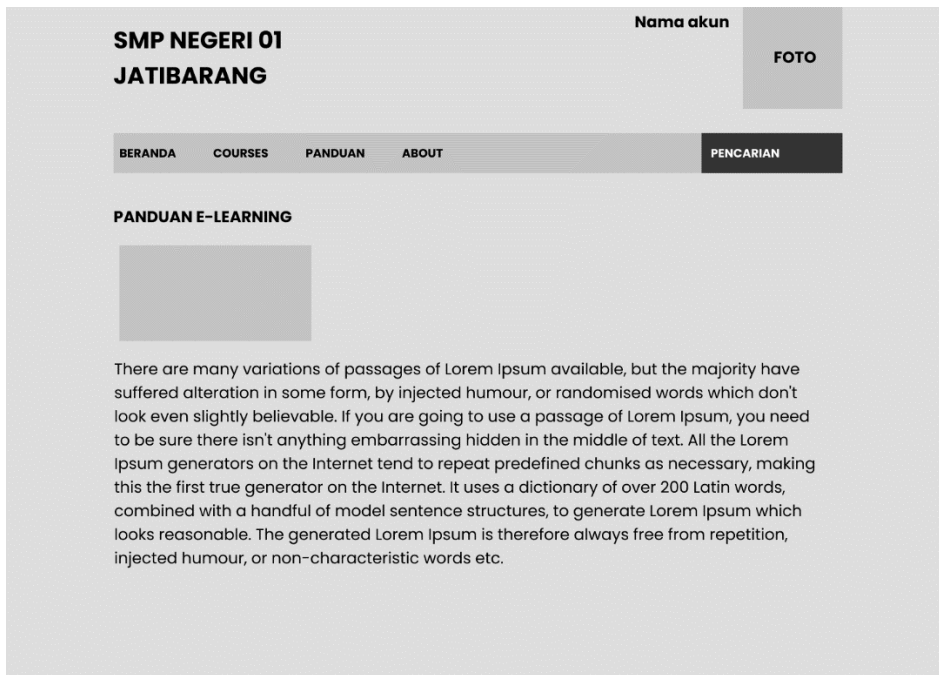 SMP NEGERI 01
JATIBARANG
Nama akun
FOTO
BERANDA COURSES PANDUAN ABOUT PENCARIAN
PANDUAN E-LEARNING
There are many variations of passages of Lorem Ipsum available, but the majority have
suffered alteration in some form, by injected humour, or randomised words which don't
look even slightly believable. If you are going to use a passage of Lorem Ipsum, you need
to be sure there isn't anything embarrassing hidden in the middle of text. All the Lorem
Ipsum generators on the Internet tend to repeat predefined chunks as necessary, making
this the first true generator on the Internet. It uses a dictionary of over 200 Latin words,
combined with a handful of model sentence structures, to generate Lorem Ipsum which
looks reasonable. The generated Lorem Ipsum is therefore always free from repetition,
injected humour, or non-characteristic words etc.